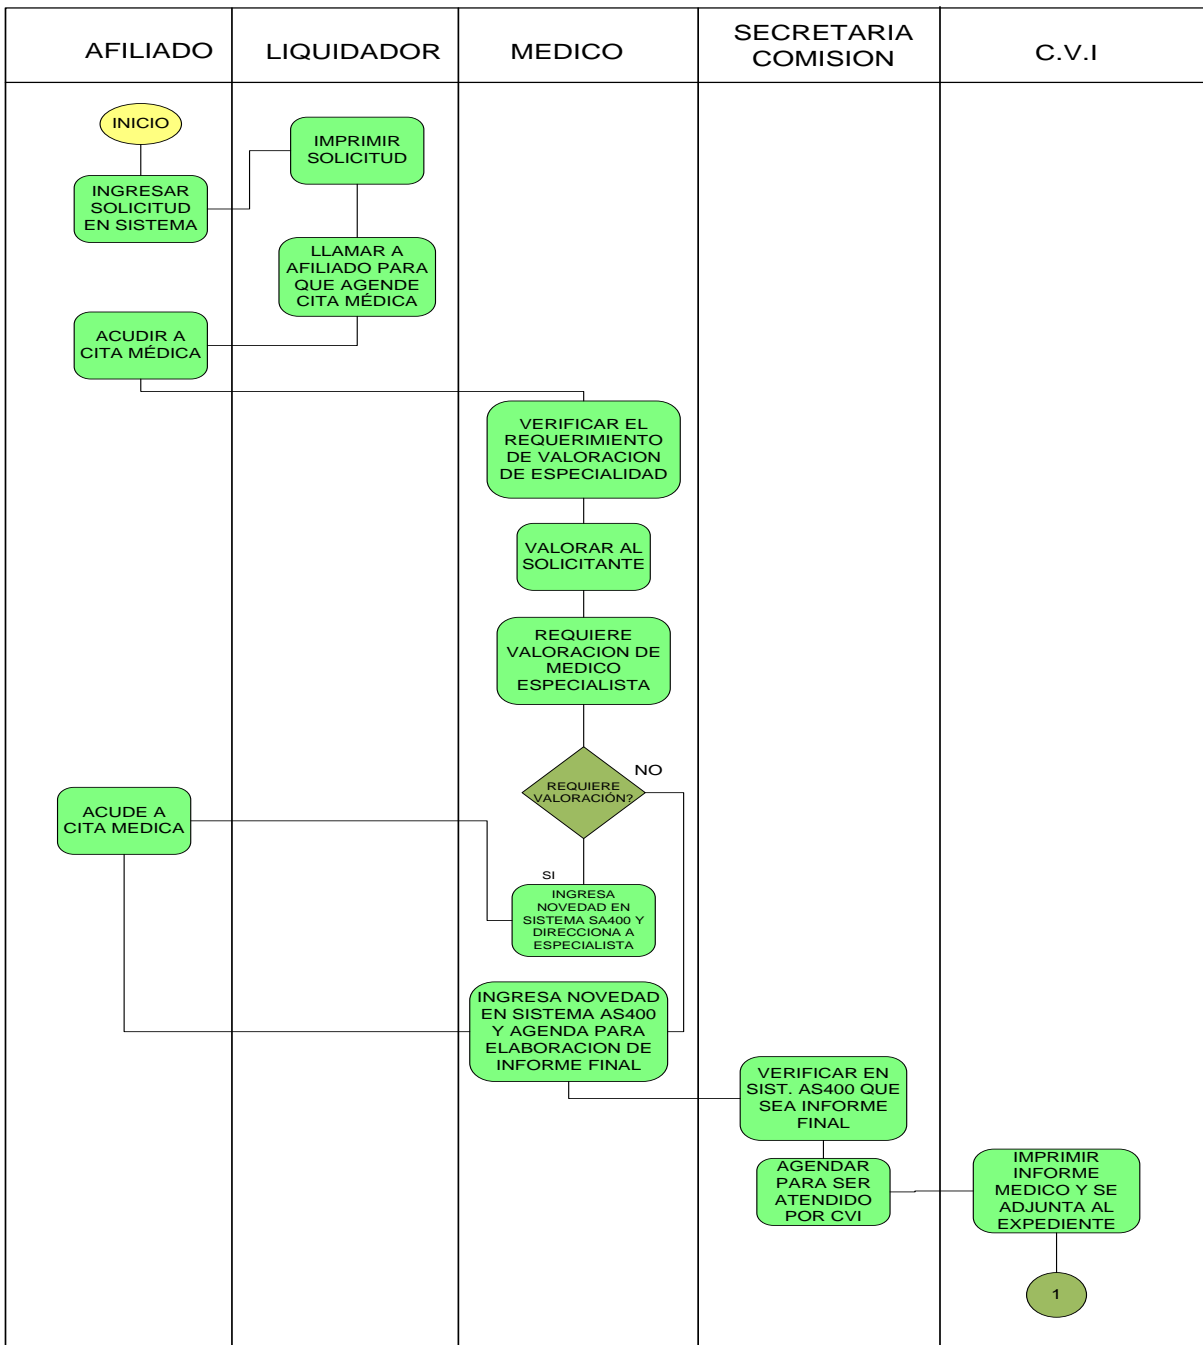 AFILIADO
LIQUIDADOR
MEDICO
SECRETARIA
COMISION
C.V.I
INICIO
INGRESAR
SOLICITUD
EN SISTEMA
IMPRIMIR
SOLICITUD
LLAMAR A
AFILIADO PARA
QUE AGENDE
CITA MÉDICA
ACUDIR A
CITA MÉDICA
VERIFICAR EL
REQUERIMIENTO
DE VALORACION
DE ESPECIALIDAD
VALORAR AL
SOLICITANTE
REQUIERE
VALORACION DE
MEDICO
ESPECIALISTA
REQUIERE
VALORACIÓN?
NO
SI
INGRESA
NOVEDAD EN
SISTEMA SA400 Y
DIRECCIONA A
ESPECIALISTA
ACUDE A
CITA MEDICA
INGRESA NOVEDAD
EN SISTEMA AS400
Y AGENDA PARA
ELABORACION DE
INFORME FINAL
VERIFICAR EN
SIST. AS400 QUE
SEA INFORME
FINAL
AGENDAR
PARA SER
ATENDIDO
POR CVI
IMPRIMIR
INFORME
MEDICO Y SE
ADJUNTA AL
EXPEDIENTE
1